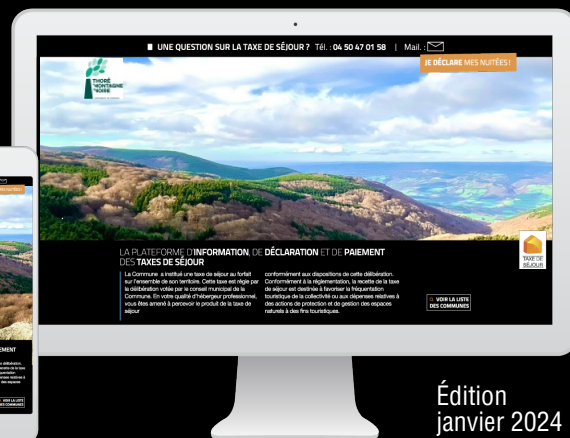 UNE QUESTION SUR LA TAXE DE SÉJOUR ? Tél. : 04 50 47 01 58 | Mail. :
JE DÉCLARE MES NUITÉES !
THORÉ
MONTAGNE
NOIRE
LA PLATEFORME D'INFORMATION, DE DÉCLARATION ET DE PAIEMENT
DES TAXES DE SÉJOUR
La Commune a institué une taxe de séjour au forfait
sur l'ensemble de son territoire. Cette taxe est régie par
la délibération votée par le conseil municipal de la
Commune. En votre qualité d'hébergeur professionnel,
vous êtes amené à percevoir le produit de la taxe de
séjour
conformément aux dispositions de cette délibération.
Conformément à la réglementation, la recette de la taxe
de séjour est destinée à favoriser la fréquentation
touristique de la collectivité ou aux dépenses relatives à
des actions de protection et de gestion des espaces
naturels à des fins touristiques.
TAXE DE
SÉJOUR
VOIR LA LISTE
DES COMMUNES
EMENT
VOIR LA LISTE
DES COMMUNES
Édition
janvier 2024